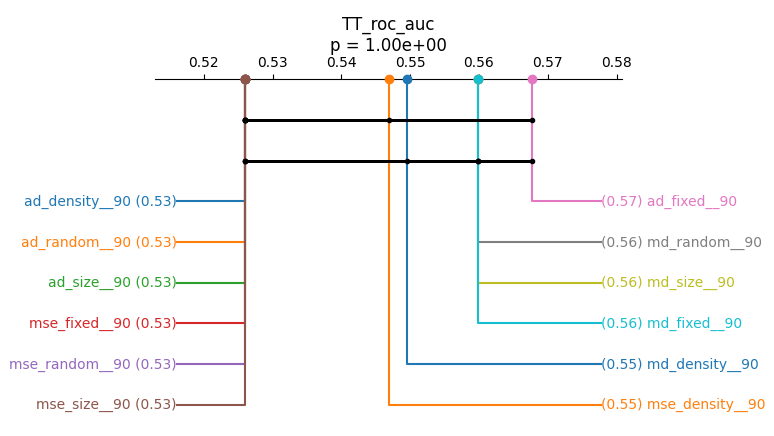 TT_roc_auc
p = 1.00e+00
0.52 0.53 0.54 0.55 0.56 0.57 0.58
ad_density__90 (0.53) (0.57) ad_fixed__90
ad_random__90 (0.53) (0.56) md_random__90
ad_size__90 (0.53) (0.56) md_size__90
mse_fixed__90 (0.53) (0.56) md_fixed__90
mse_random__90 (0.53) (0.55) md_density__90
mse_size__90 (0.53) (0.55) mse_density__90